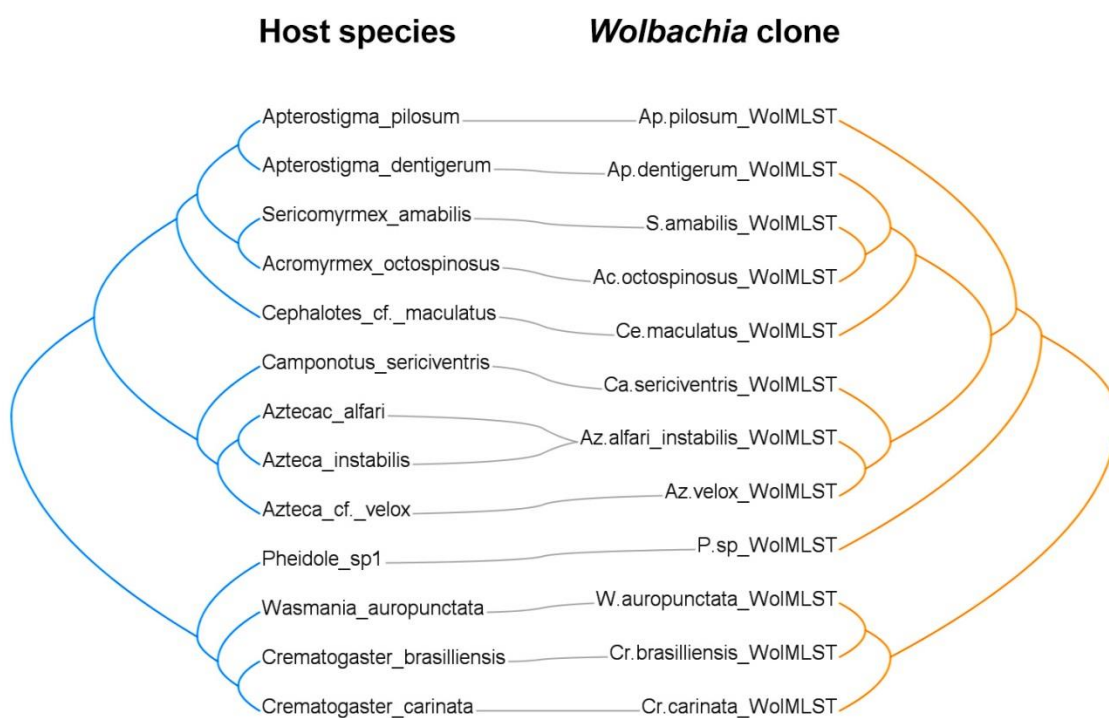 Host species Wolbachia clone
Apterostigma_pilosum Ap.pilosum_WolMLST
Apterostigma_dentigerum Ap.dentigerum_WolMLST
Sericomyrmex_amabilis S.amabilis_WolMLST
Acromyrmex_octospinosus Ac.octospinosus_WolMLST
Cephalotes_cf._maculatus Ce.maculatus_WolMLST
Camponotus_sericiventris Ca.sericiventris_WolMLST
Aztecac_alfari
Azteca_instabilis Az.alfari_instabilis_WolMLST
Azteca_cf._velox Az.velox_WolMLST
Pheidole_sp1 P.sp_WolMLST
Wasmania_auropunctata W.auropunctata_WolMLST
Crematogaster_brasilliensis Cr.brasilliensis_WolMLST
Crematogaster_carinata Cr.carinata_WolMLST